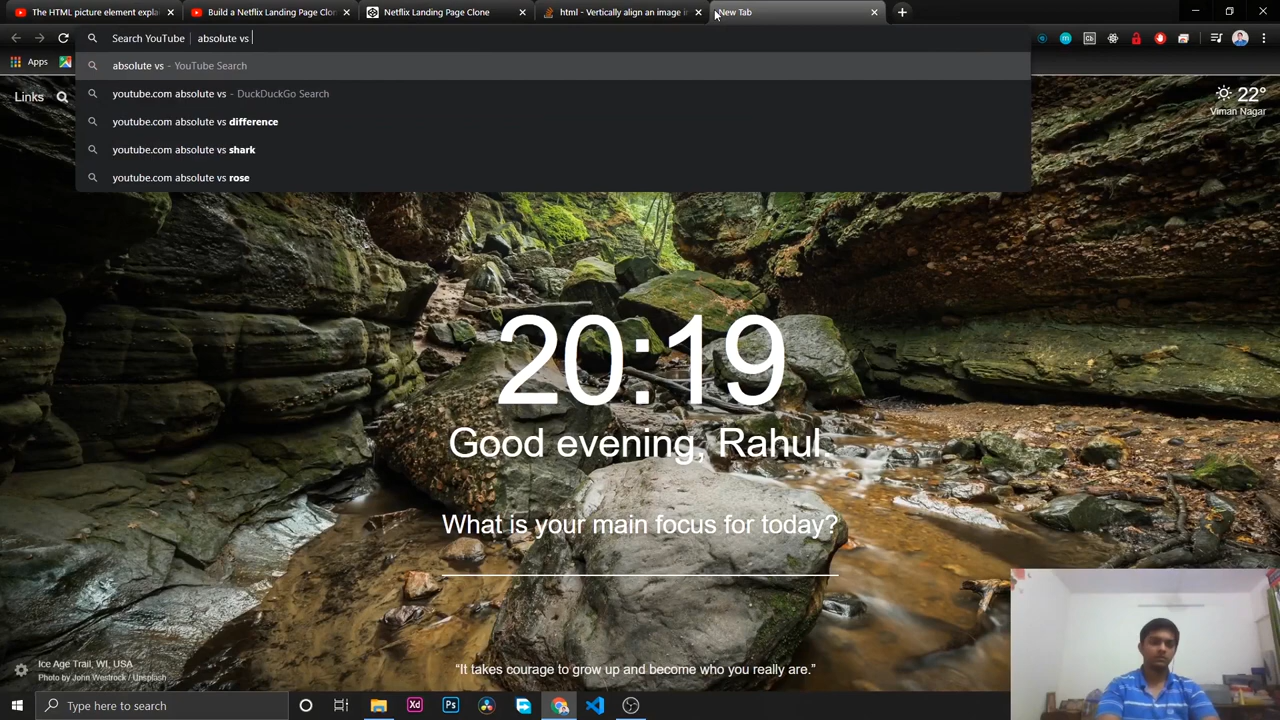 The HTML picture element expla
Build a Netflix Landing Page Clon
Netflix Landing Page Clone
html - Vertically align an image i
New Tab
Search YouTube
absolute vs
Apps
absolute vs - YouTube Search
youtube.com absolute vs - DuckDuckGo Search
youtube.com absolute vs difference
youtube.com absolute vs shark
youtube.com absolute vs rose
Links
22°
Viman Nagar
20:19
Good evening, Rahul.
What is your main focus for today?
Ice Age Trail, WI, USA
Photo by John Westrock / Unsplash
“It takes courage to grow up and become who you really are.”
Type here to search
Xd
Ps